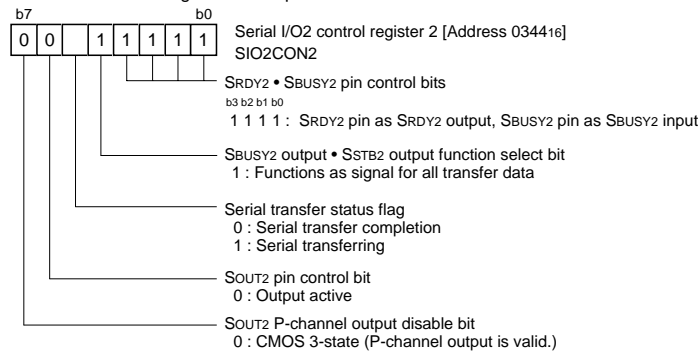 b7 b0
0 0 1 1 1 1 1
Serial I/O2 control register 2 [Address 034416]
SIO2CON2
SRDY2 • SBUSY2 pin control bits
b3 b2 b1 b0
1 1 1 1 : SRDY2 pin as SRDY2 output, SBUSY2 pin as SBUSY2 input
SBUSY2 output • SSTB2 output function select bit
1 : Functions as signal for all transfer data
Serial transfer status flag
0 : Serial transfer completion
1 : Serial transferring
SOUT2 pin control bit
0 : Output active
SOUT2 P-channel output disable bit
0 : CMOS 3-state (P-channel output is valid.)